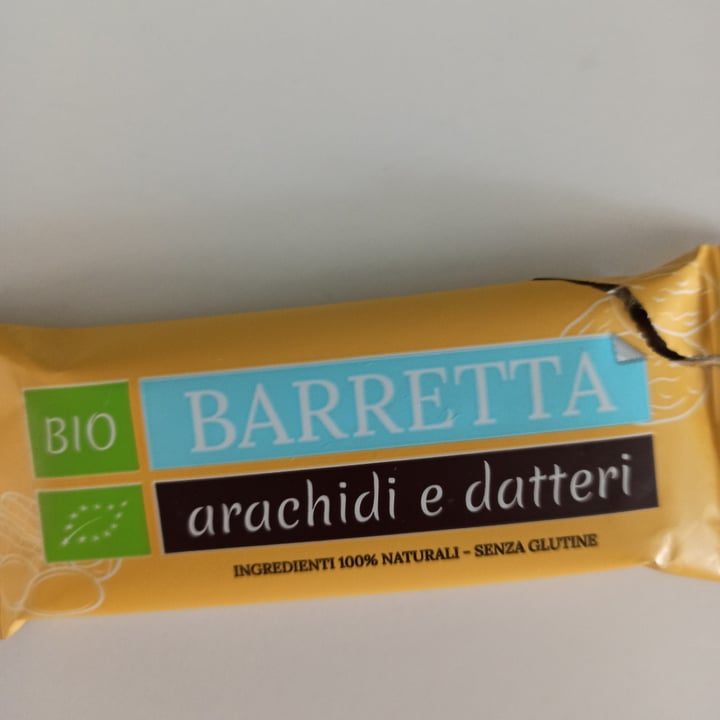 BIO
BARRETTA
arachidi e datteri
INGREDIENTI 100% NATURALI - SENZA GLUTINE